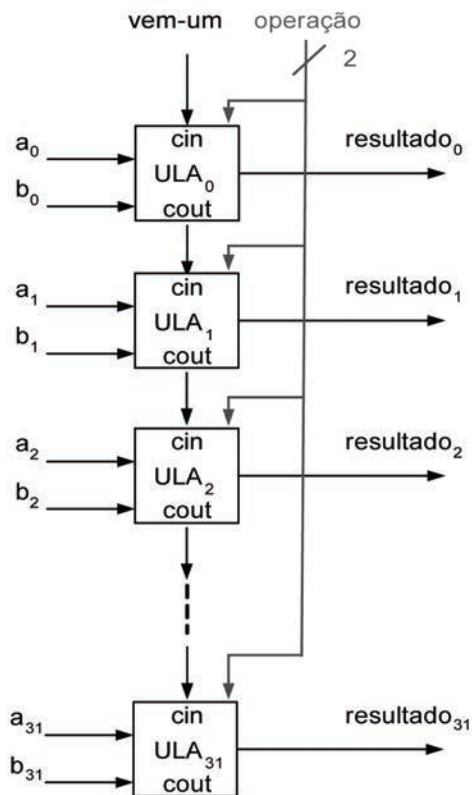 vem-um operação
2
a₀ cin resultado₀
ULA₀
b₀ cout
a₁ cin resultado₁
ULA₁
b₁ cout
a₂ cin resultado₂
ULA₂
b₂ cout
a₃₁ cin resultado₃₁
ULA₃₁
b₃₁ cout